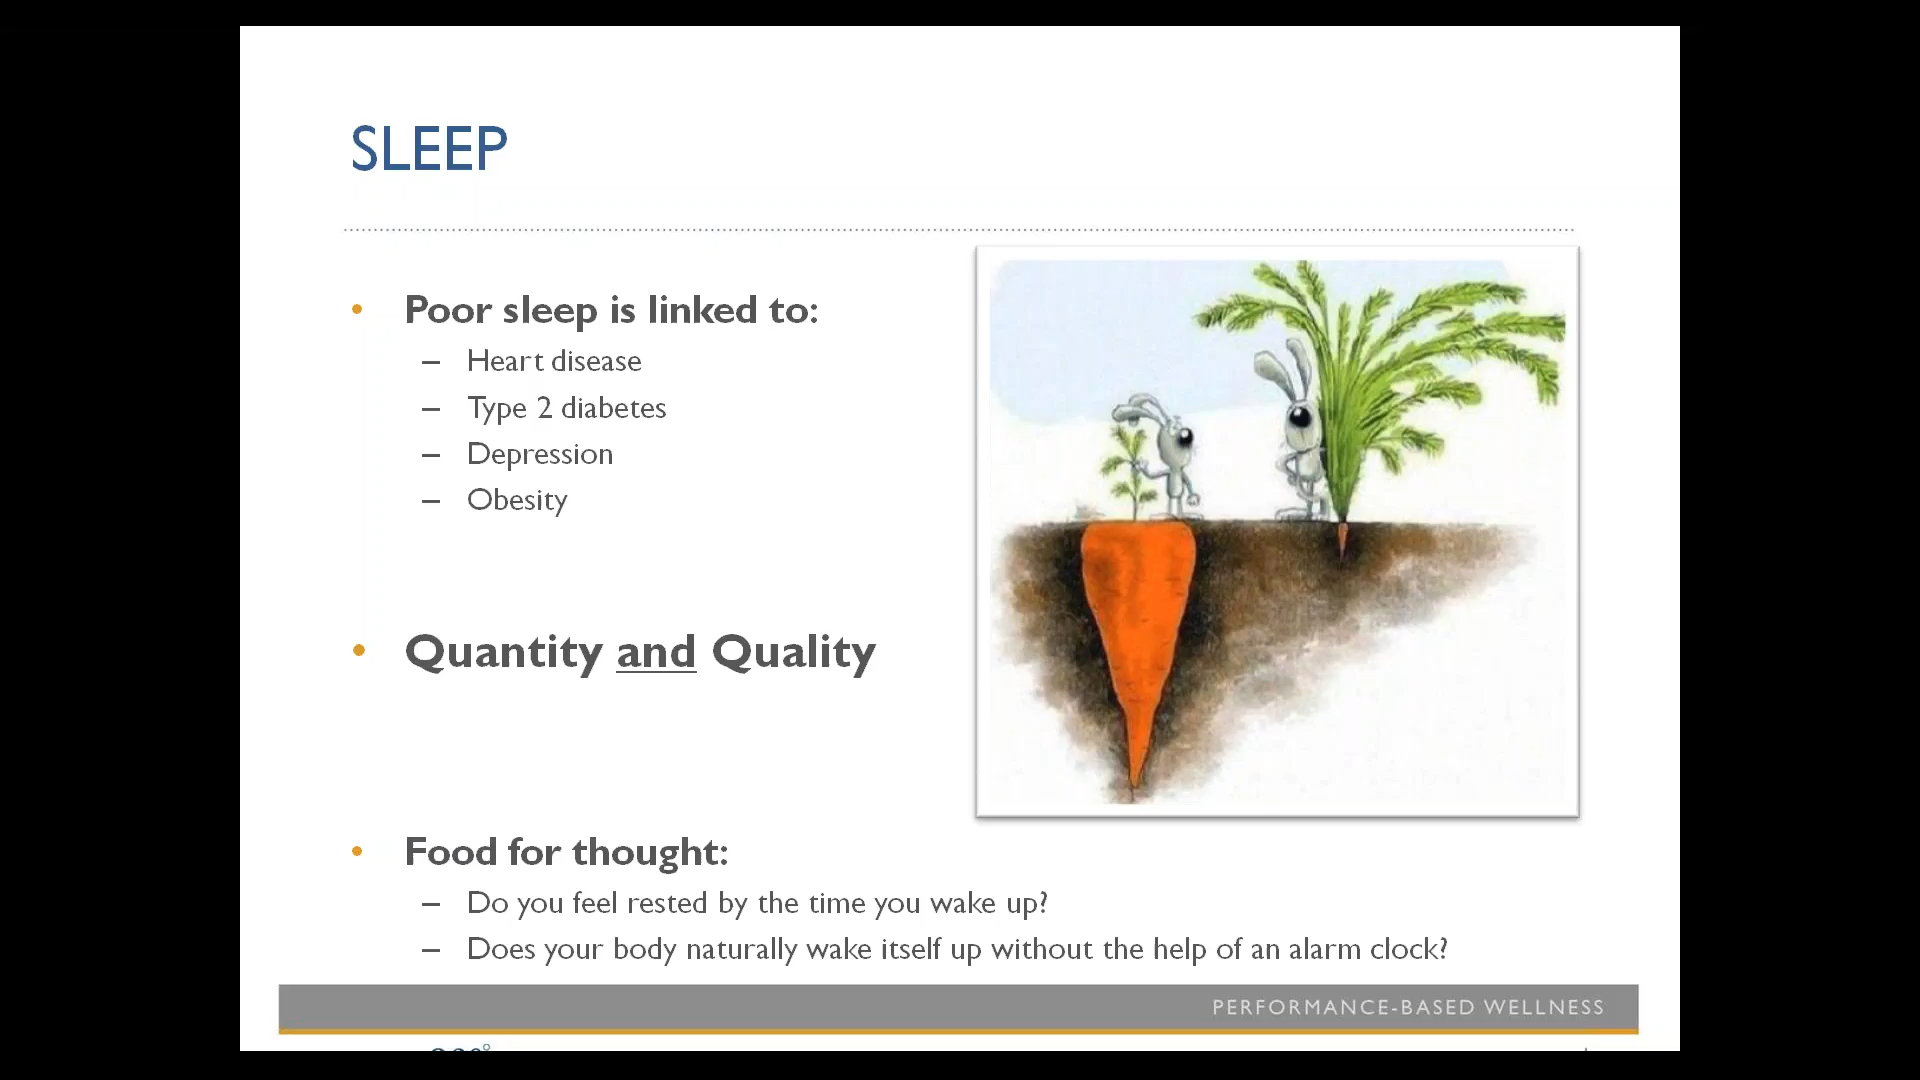 SLEEP
• Poor sleep is linked to:
– Heart disease
– Type 2 diabetes
– Depression
– Obesity
• Quantity and Quality
• Food for thought:
– Do you feel rested by the time you wake up?
– Does your body naturally wake itself up without the help of an alarm clock?
PERFORMANCE-BASED WELLNESS